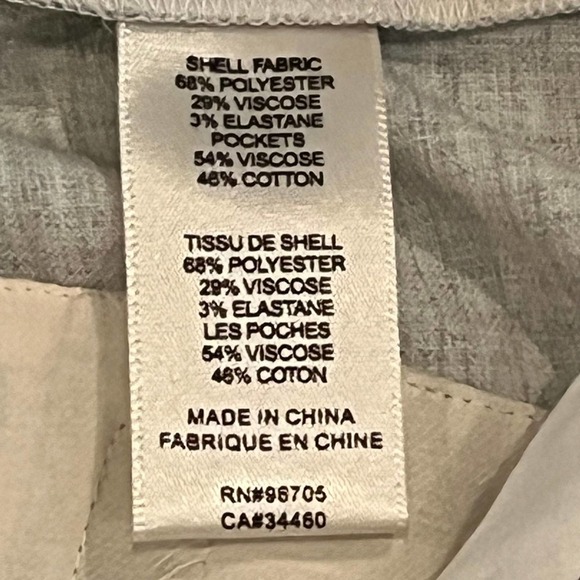 SHELL FABRIC
68% POLYESTER
29% VISCOSE
3% ELASTANE
POCKETS
54% VISCOSE
46% COTTON
TISSU DE SHELL
68% POLYESTER
29% VISCOSE
3% ELASTANE
LES POCHES
54% VISCOSE
46% COTON
MADE IN CHINA
FABRIQUE EN CHINE
RN#96705
CA#34460